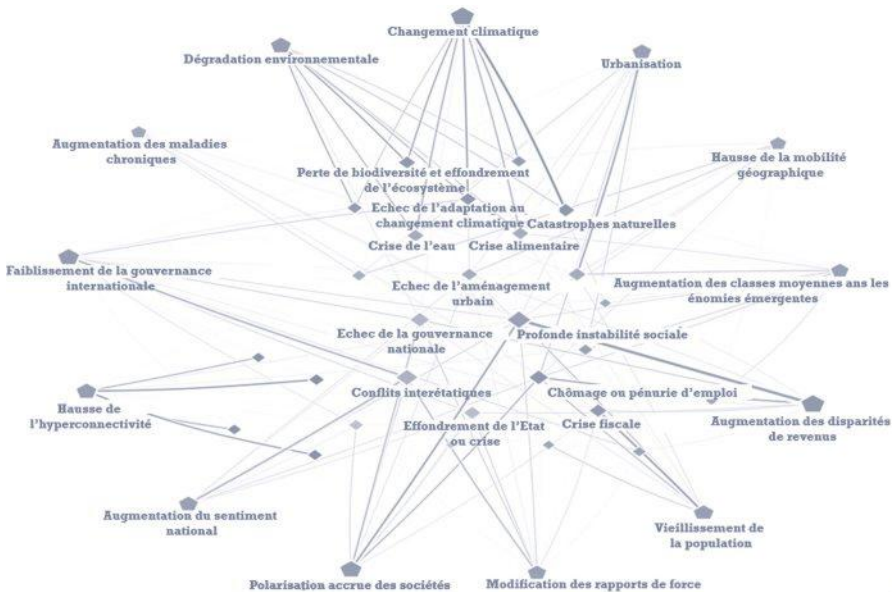 Changement climatique
Dégradation environnementale
Urbanisation
Augmentation des maladies
chroniques
Hausse de la mobilité
géographique
Perte de biodiversité et effondrement
de l'écosystème
Echec de l'adaptation au
changement climatique
Catastrophes naturelles
Crise de l'eau
Crise alimentaire
Faiblissement de la gouvernance
internationale
Echec de l'aménagement
urbain
Augmentation des classes moyennes ans les
énomies émergentes
Echec de la gouvernance
nationale
Profonde instabilité sociale
Conflits interétatiques
Chômage ou pénurie d'emploi
Hausse de
l'hyperconnectivité
Effondrement de l'Etat
ou crise
Crise fiscale
Augmentation des disparités
de revenus
Augmentation du sentiment
national
Vieillissement de
la population
Polarisation accrue des sociétés
Modification des rapports de force